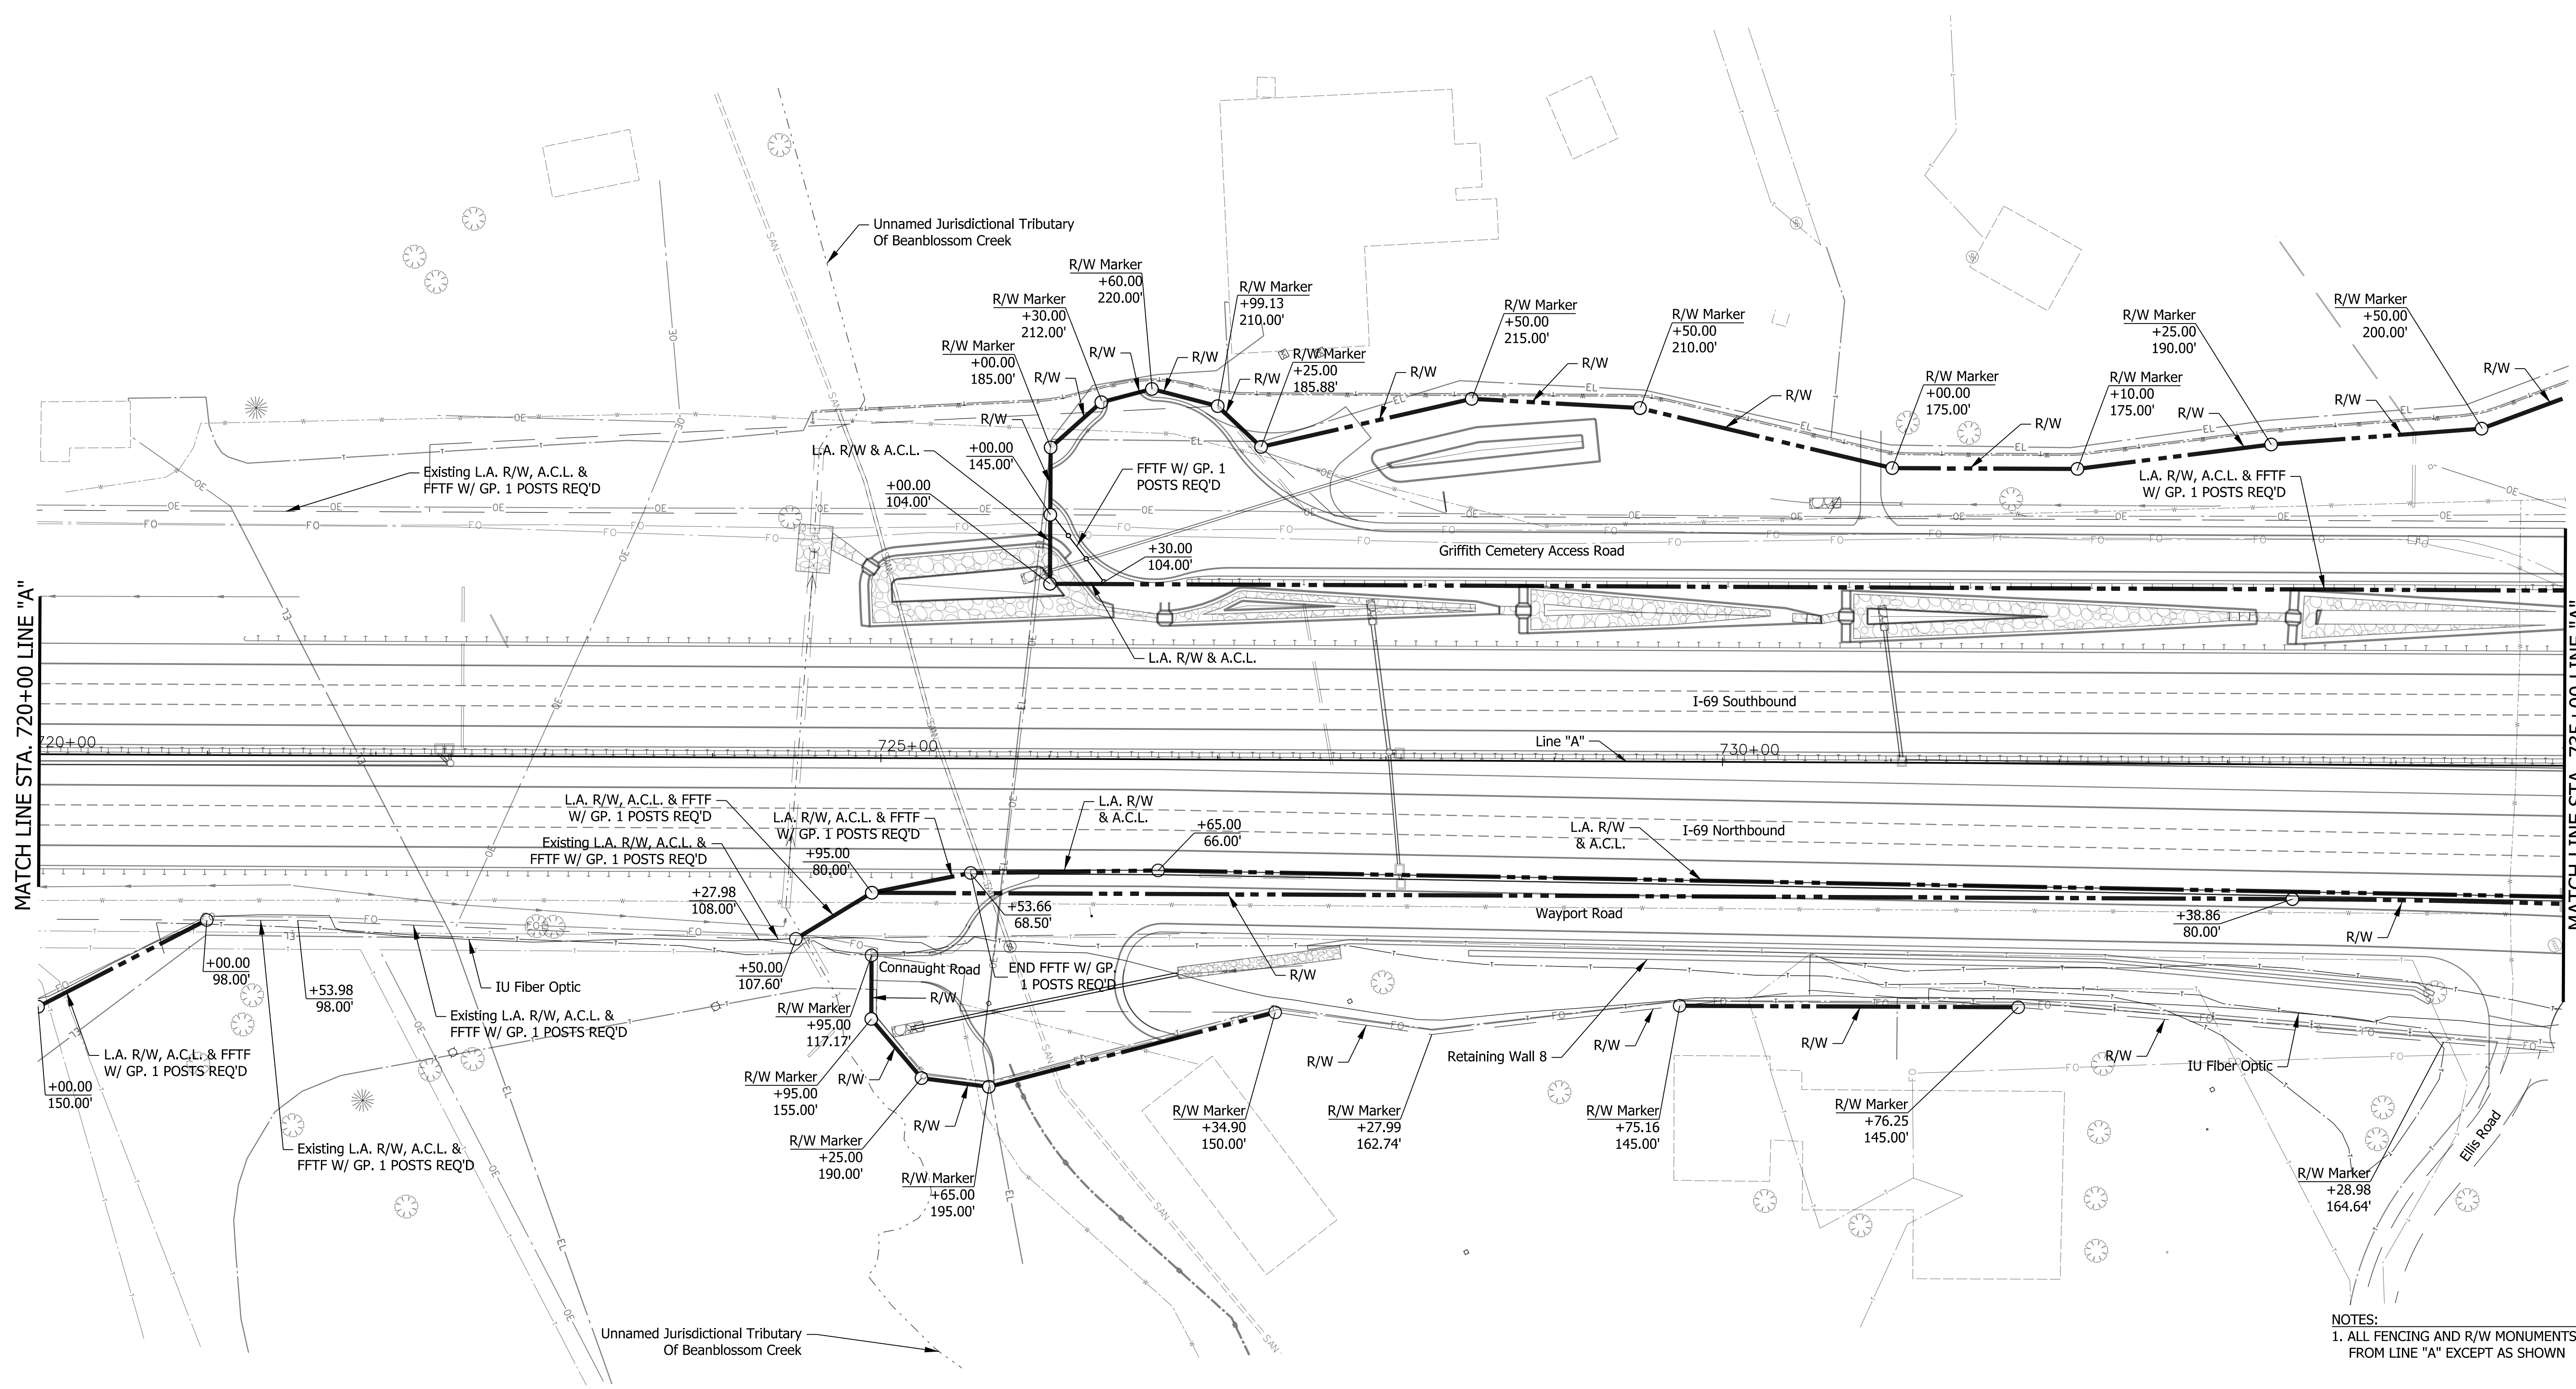 Unnamed Jurisdictional Tributary
Of Beanblossom Creek
R/W Marker
+60.00
220.00'
R/W Marker
+30.00
212.00'
R/W Marker
+99.13
210.00'
R/W Marker
+00.00
185.00'
R/W Marker
+25.00
185.88'
R/W Marker
+50.00
215.00'
R/W Marker
+50.00
210.00'
R/W Marker
+00.00
175.00'
R/W Marker
+10.00
175.00'
R/W Marker
+25.00
190.00'
R/W Marker
+50.00
200.00'
R/W
R/W
R/W
R/W
R/W
R/W
R/W
R/W
R/W
R/W
R/W
R/W
L.A. R/W & A.C.L.
+00.00
145.00'
+00.00
104.00'
FFTF W/ GP. 1
POSTS REQ'D
+30.00
104.00'
Existing L.A. R/W, A.C.L. &
FFTF W/ GP. 1 POSTS REQ'D
L.A. R/W, A.C.L. & FFTF
W/ GP. 1 POSTS REQ'D
Griffith Cemetery Access Road
L.A. R/W & A.C.L.
MATCH LINE STA. 720+00 LINE "A"
I-69 Southbound
720+00
725+00
Line "A"
730+00
L.A. R/W, A.C.L. & FFTF
W/ GP. 1 POSTS REQ'D
L.A. R/W, A.C.L. & FFTF
W/ GP. 1 POSTS REQ'D
Existing L.A. R/W, A.C.L. &
FFTF W/ GP. 1 POSTS REQ'D
L.A. R/W
& A.C.L.
+65.00
66.00'
L.A. R/W
& A.C.L.
I-69 Northbound
+95.00
80.00'
+27.98
108.00'
+53.66
68.50'
Wayport Road
+38.86
80.00'
R/W
+00.00
98.00'
+53.98
98.00'
IU Fiber Optic
+50.00
107.60'
Connaught Road
END FFTF W/ GP.
1 POSTS REQ'D
R/W
R/W
Existing L.A. R/W, A.C.L. &
FFTF W/ GP. 1 POSTS REQ'D
R/W Marker
+95.00
117.17'
L.A. R/W, A.C.L. & FFTF
W/ GP. 1 POSTS REQ'D
+00.00
150.00'
R/W Marker
+95.00
155.00'
R/W
R/W
Retaining Wall 8
R/W
R/W
R/W
IU Fiber Optic
R/W Marker
+25.00
190.00'
R/W
R/W Marker
+65.00
195.00'
R/W Marker
+34.90
150.00'
R/W Marker
+27.99
162.74'
R/W Marker
+75.16
145.00'
R/W Marker
+76.25
145.00'
Existing L.A. R/W, A.C.L. &
FFTF W/ GP. 1 POSTS REQ'D
Ellis Road
R/W Marker
+28.98
164.64'
Unnamed Jurisdictional Tributary
Of Beanblossom Creek
NOTES:
1. ALL FENCING AND R/W MONUMENTS
FROM LINE "A" EXCEPT AS SHOWN